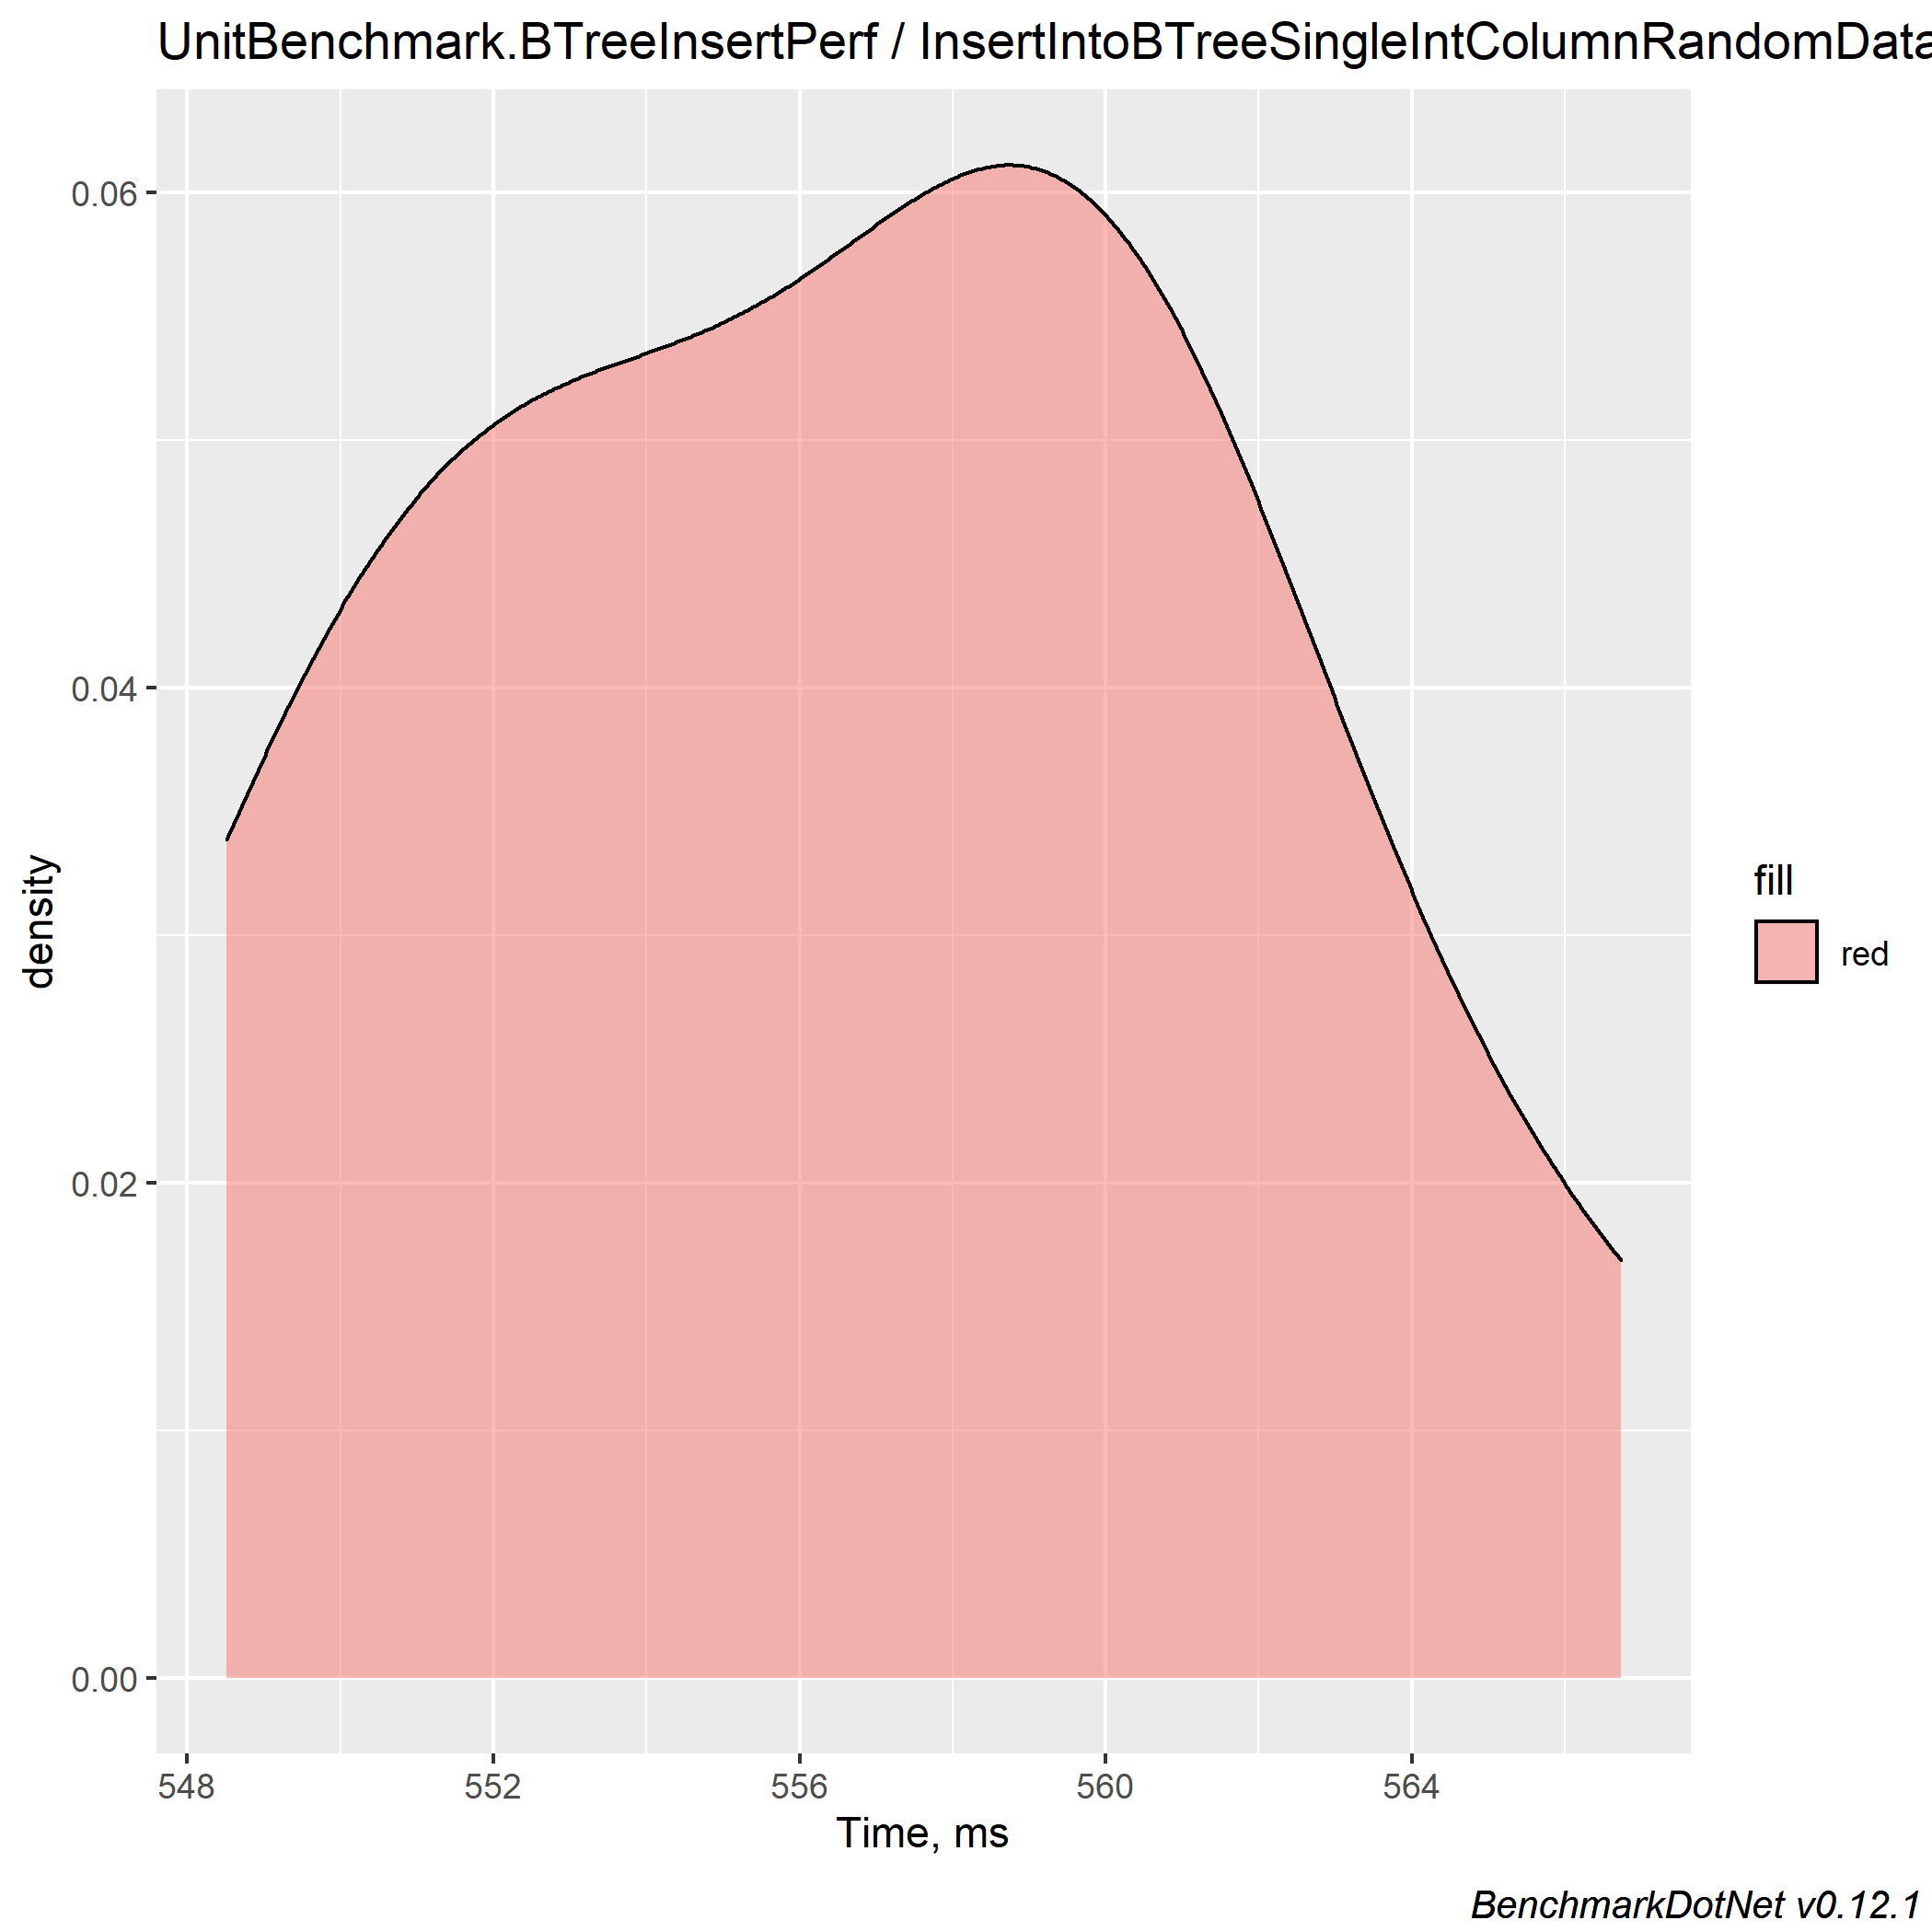 UnitBenchmark.BTreeInsertPerf / InsertIntoBTreeSingleIntColumnRandomData
0.06
0.04
0.02
0.00
density
548 552 556 560 564
Time, ms
fill
red
BenchmarkDotNet v0.12.1